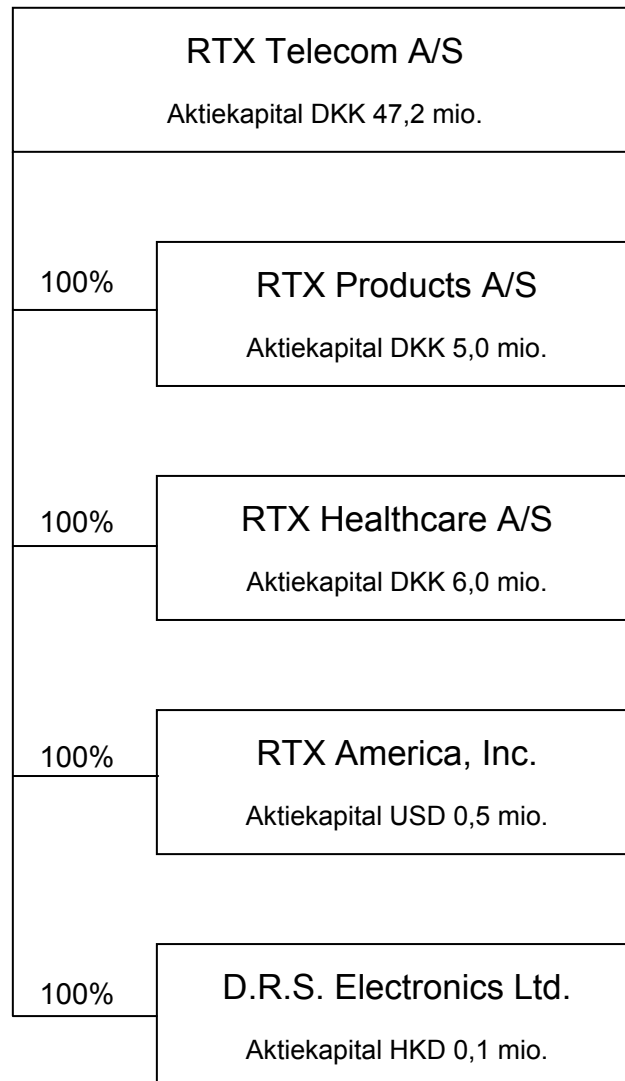 RTX Telecom A/S
Aktiekapital DKK 47,2 mio.
100%
RTX Products A/S
Aktiekapital DKK 5,0 mio.
100%
RTX Healthcare A/S
Aktiekapital DKK 6,0 mio.
100%
RTX America, Inc.
Aktiekapital USD 0,5 mio.
100%
D.R.S. Electronics Ltd.
Aktiekapital HKD 0,1 mio.